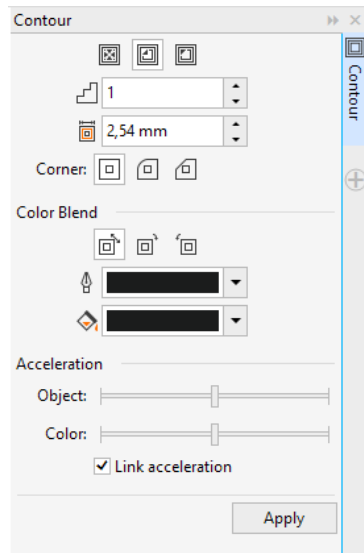 Contour
Contour
1
2,54 mm
Corner:
Color Blend
Acceleration
Object:
Color:
Link acceleration
Apply